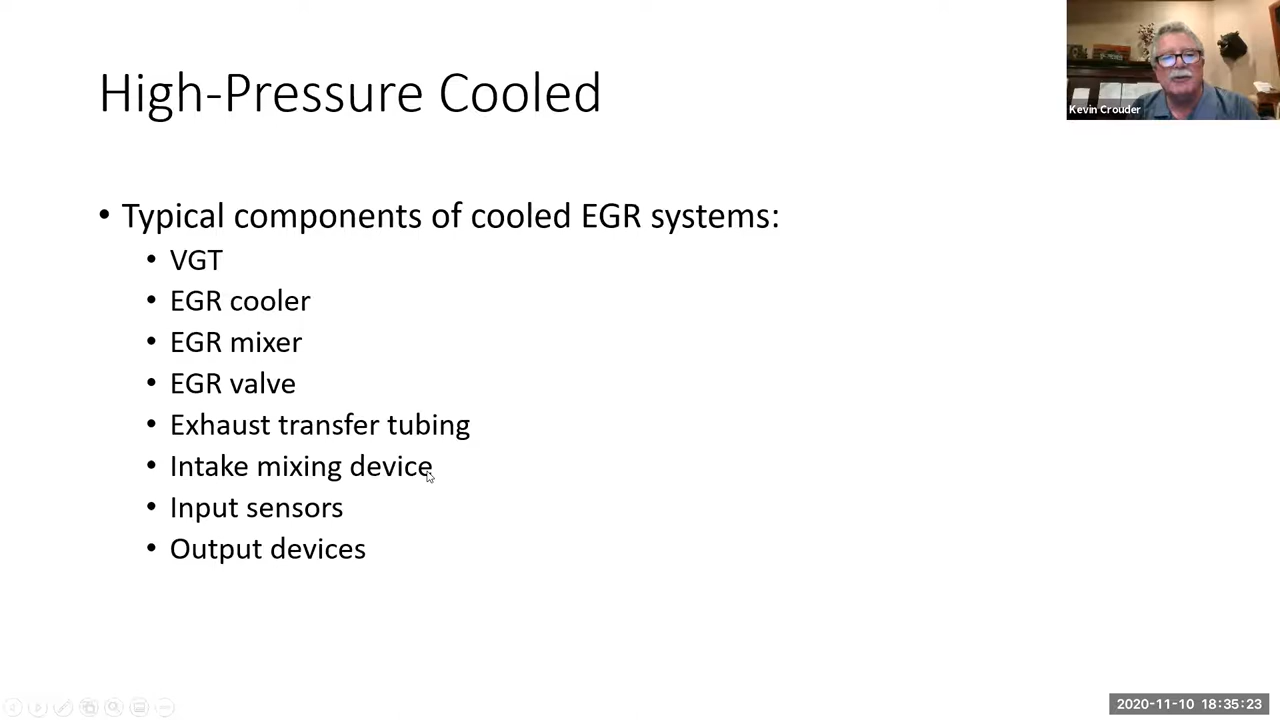 High-Pressure Cooled
Kevin Crouder
• Typical components of cooled EGR systems:
• VGT
• EGR cooler
• EGR mixer
• EGR valve
• Exhaust transfer tubing
• Intake mixing device
• Input sensors
• Output devices
2020-11-10 18:35:23